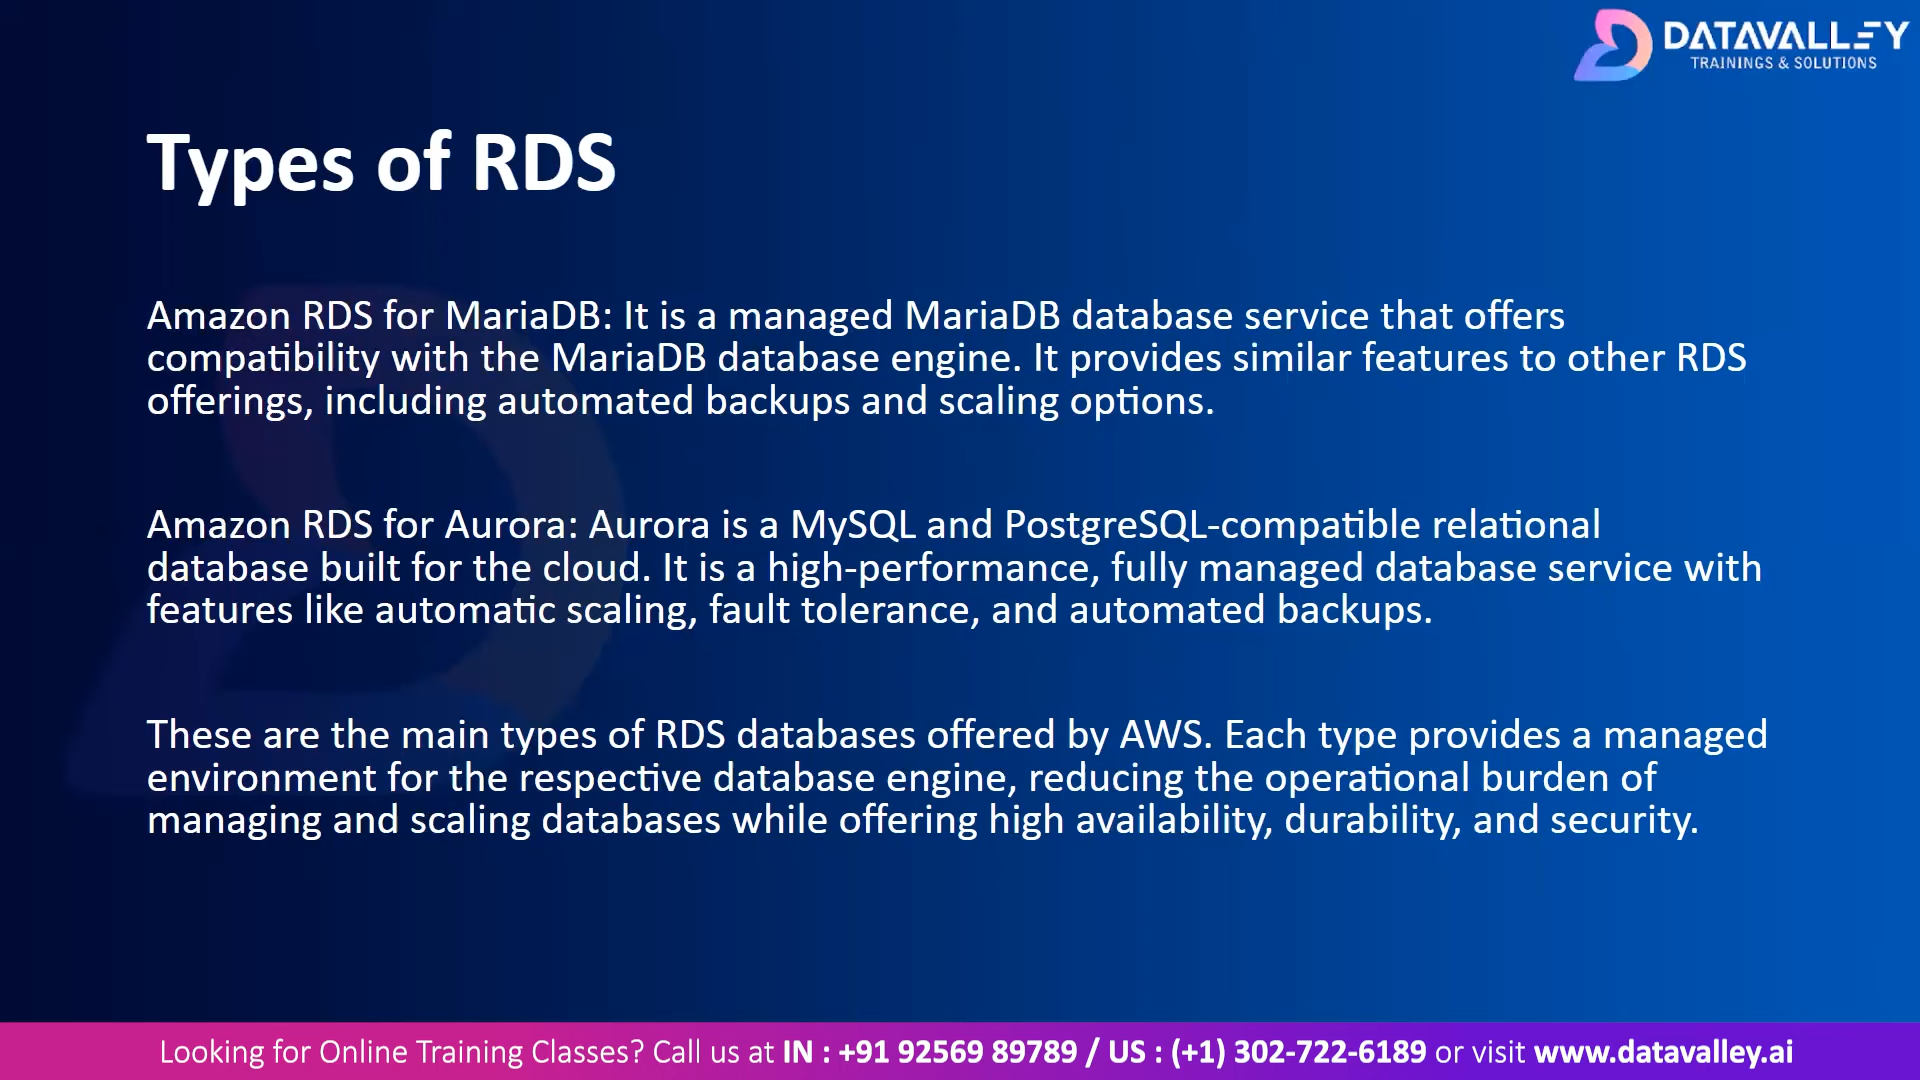 DATAVALLEY
TRAININGS & SOLUTIONS
Types of RDS
Amazon RDS for MariaDB: It is a managed MariaDB database service that offers
compatibility with the MariaDB database engine. It provides similar features to other RDS
offerings, including automated backups and scaling options.
Amazon RDS for Aurora: Aurora is a MySQL and PostgreSQL-compatible relational
database built for the cloud. It is a high-performance, fully managed database service with
features like automatic scaling, fault tolerance, and automated backups.
These are the main types of RDS databases offered by AWS. Each type provides a managed
environment for the respective database engine, reducing the operational burden of
managing and scaling databases while offering high availability, durability, and security.
Looking for Online Training Classes? Call us at IN : +91 92569 89789 / US : (+1) 302-722-6189 or visit www.datavalley.ai